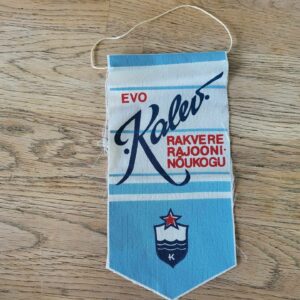 EVO
Kalev
RAKVERE
RAJOONI-
NÕUKOGU
K